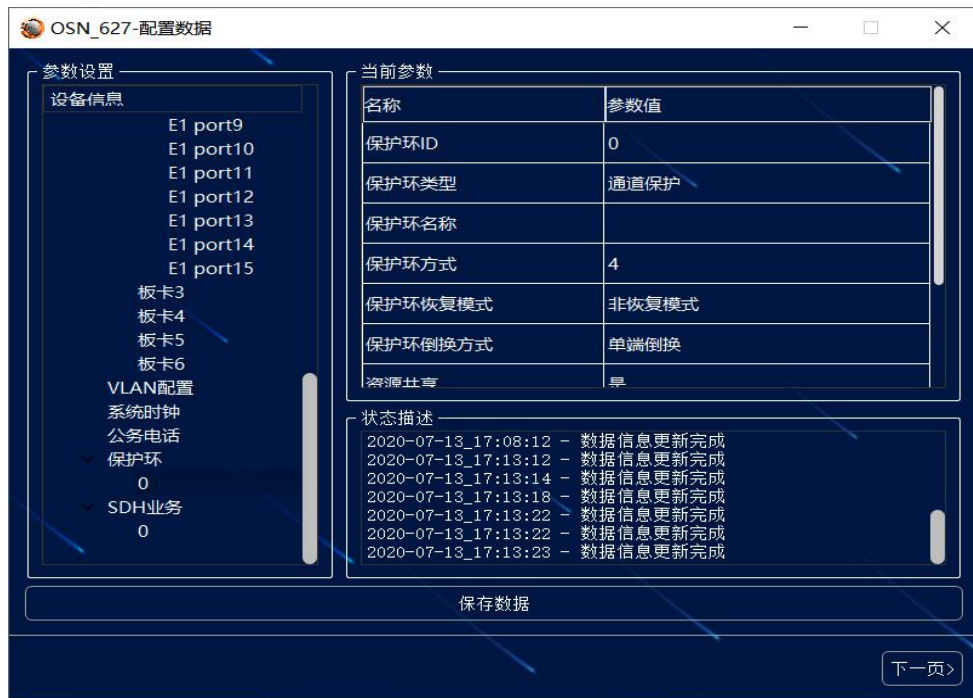 OSN_627-配置数据
参数设置
设备信息
E1 port9
E1 port10
E1 port11
E1 port12
E1 port13
E1 port14
E1 port15
板卡3
板卡4
板卡5
板卡6
VLAN配置
系统时钟
公务电话
保护环
0
SDH业务
0
当前参数
名称 参数值
保护环ID 0
保护环类型 通道保护
保护环名称
保护环方式 4
保护环恢复模式 非恢复模式
保护环倒换方式 单端倒换
资源共享 是
状态描述
2020-07-13_17:08:12 - 数据信息更新完成
2020-07-13_17:13:12 - 数据信息更新完成
2020-07-13_17:13:14 - 数据信息更新完成
2020-07-13_17:13:18 - 数据信息更新完成
2020-07-13_17:13:22 - 数据信息更新完成
2020-07-13_17:13:22 - 数据信息更新完成
2020-07-13_17:13:23 - 数据信息更新完成
保存数据
下一页>